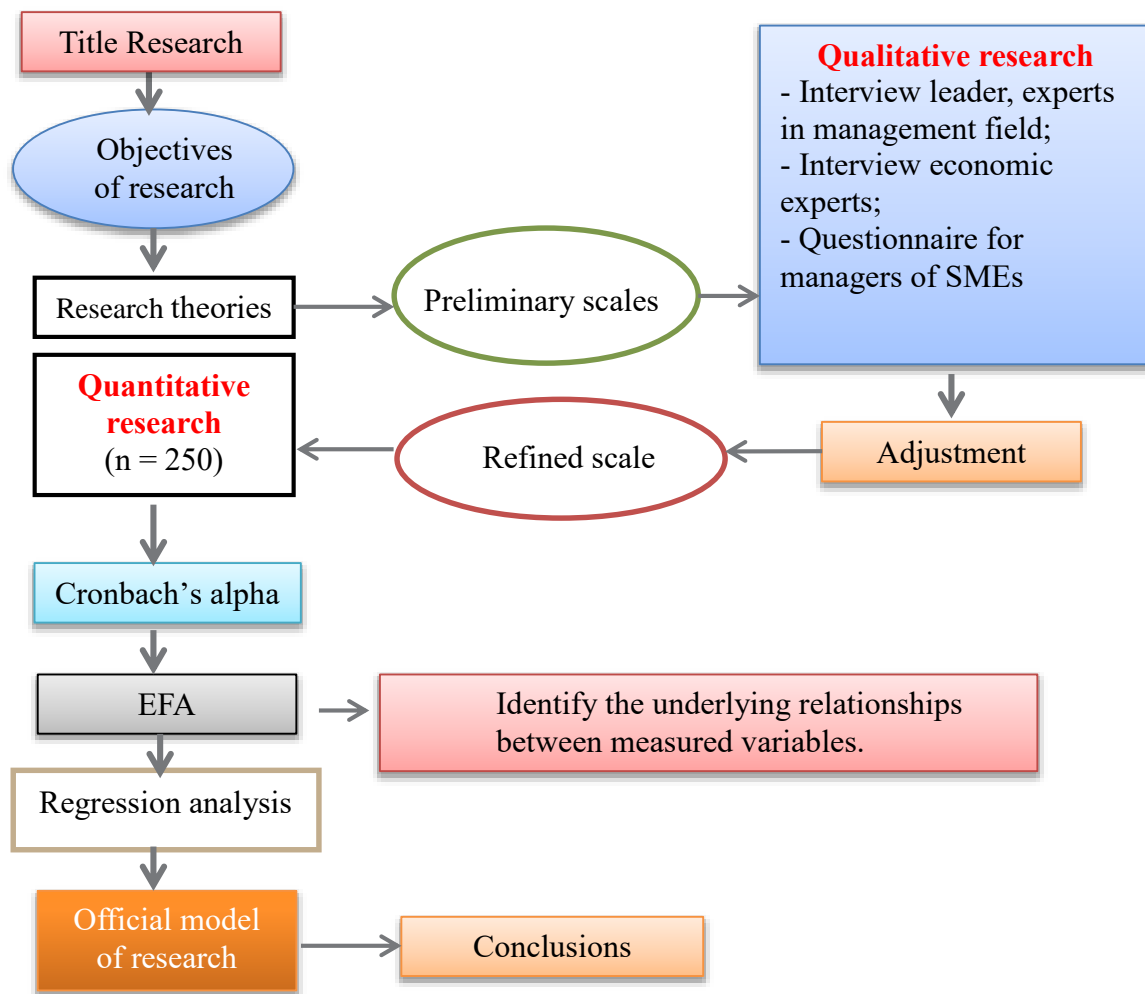 Title Research
Objectives
of research
Research theories
Preliminary scales
Qualitative research
- Interview leader, experts
in management field;
- Interview economic
experts;
- Questionnaire for
managers of SMEs
Adjustment
Refined scale
Quantitative
research
(n = 250)
Cronbach’s alpha
EFA
Identify the underlying relationships
between measured variables.
Regression analysis
Official model
of research
Conclusions